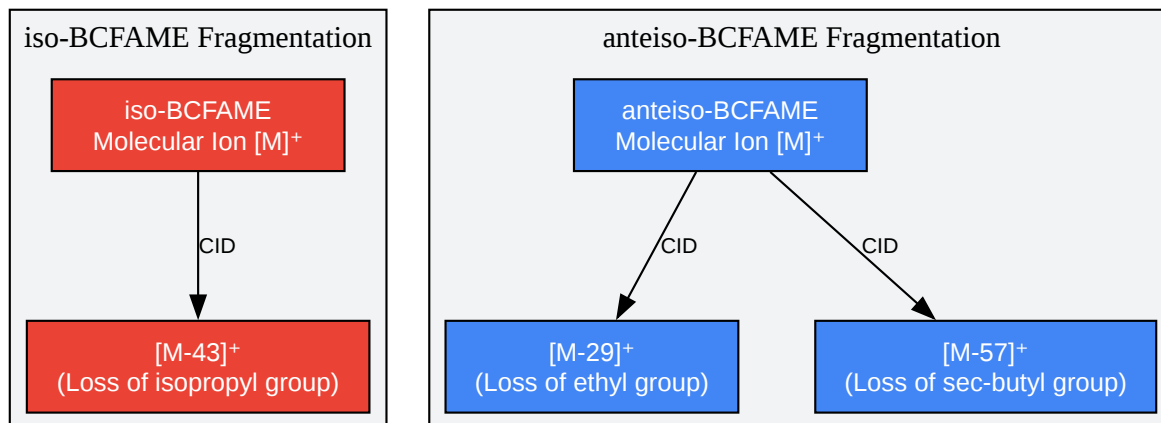 iso-BCFAME Fragmentation
iso-BCFAME
Molecular Ion [M]⁺
CID
[M-43]⁺
(Loss of isopropyl group)
anteiso-BCFAME Fragmentation
anteiso-BCFAME
Molecular Ion [M]⁺
CID
CID
[M-29]⁺
(Loss of ethyl group)
[M-57]⁺
(Loss of sec-butyl group)